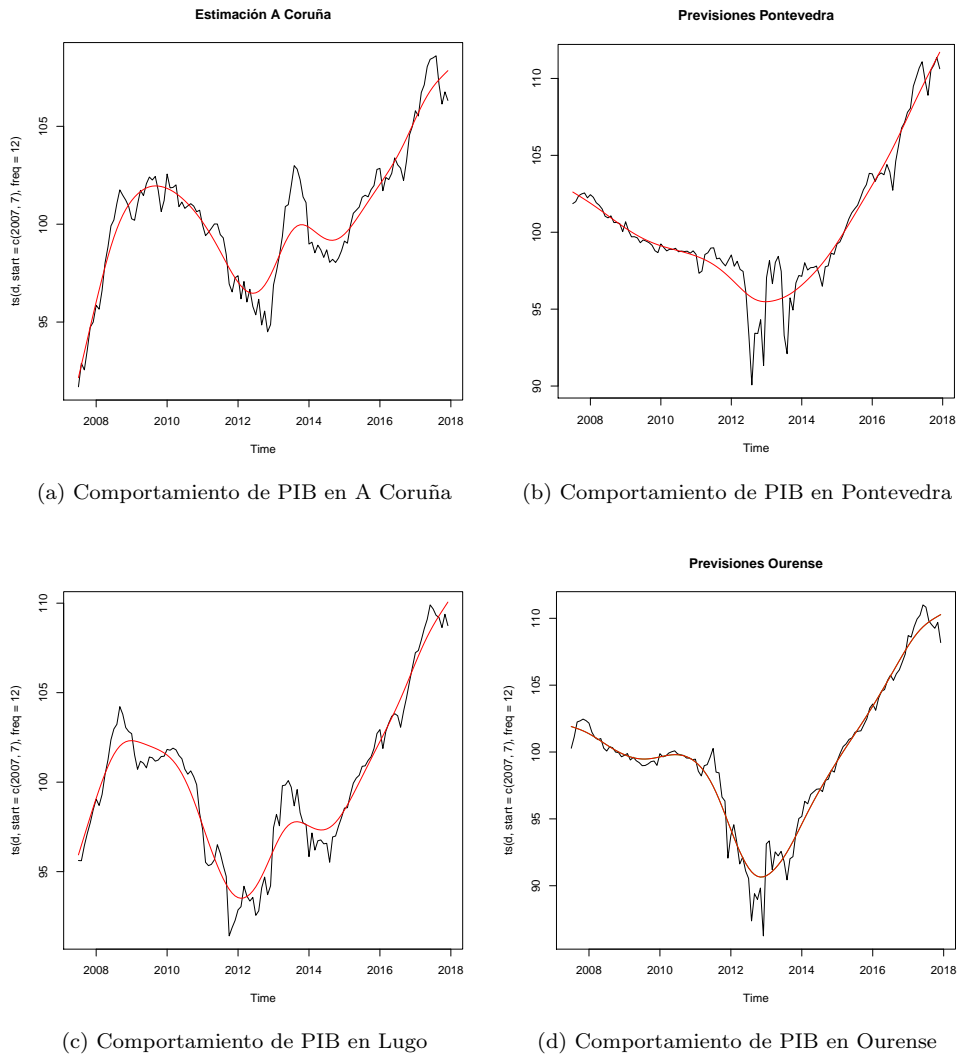 Estimación A Coruña
ts(d, start = c(2007, 7), freq = 12)
105
100
95
2008 2010 2012 2014 2016 2018
Time
(a) Comportamiento de PIB en A Coruña
Previsiones Pontevedra
110
105
100
95
90
2008 2010 2012 2014 2016 2018
Time
(b) Comportamiento de PIB en Pontevedra
ts(d, start = c(2007, 7), freq = 12)
110
105
100
95
2008 2010 2012 2014 2016 2018
Time
(c) Comportamiento de PIB en Lugo
Previsiones Ourense
ts(d, start = c(2007, 7), freq = 12)
110
105
100
95
90
2008 2010 2012 2014 2016 2018
Time
(d) Comportamiento de PIB en Ourense